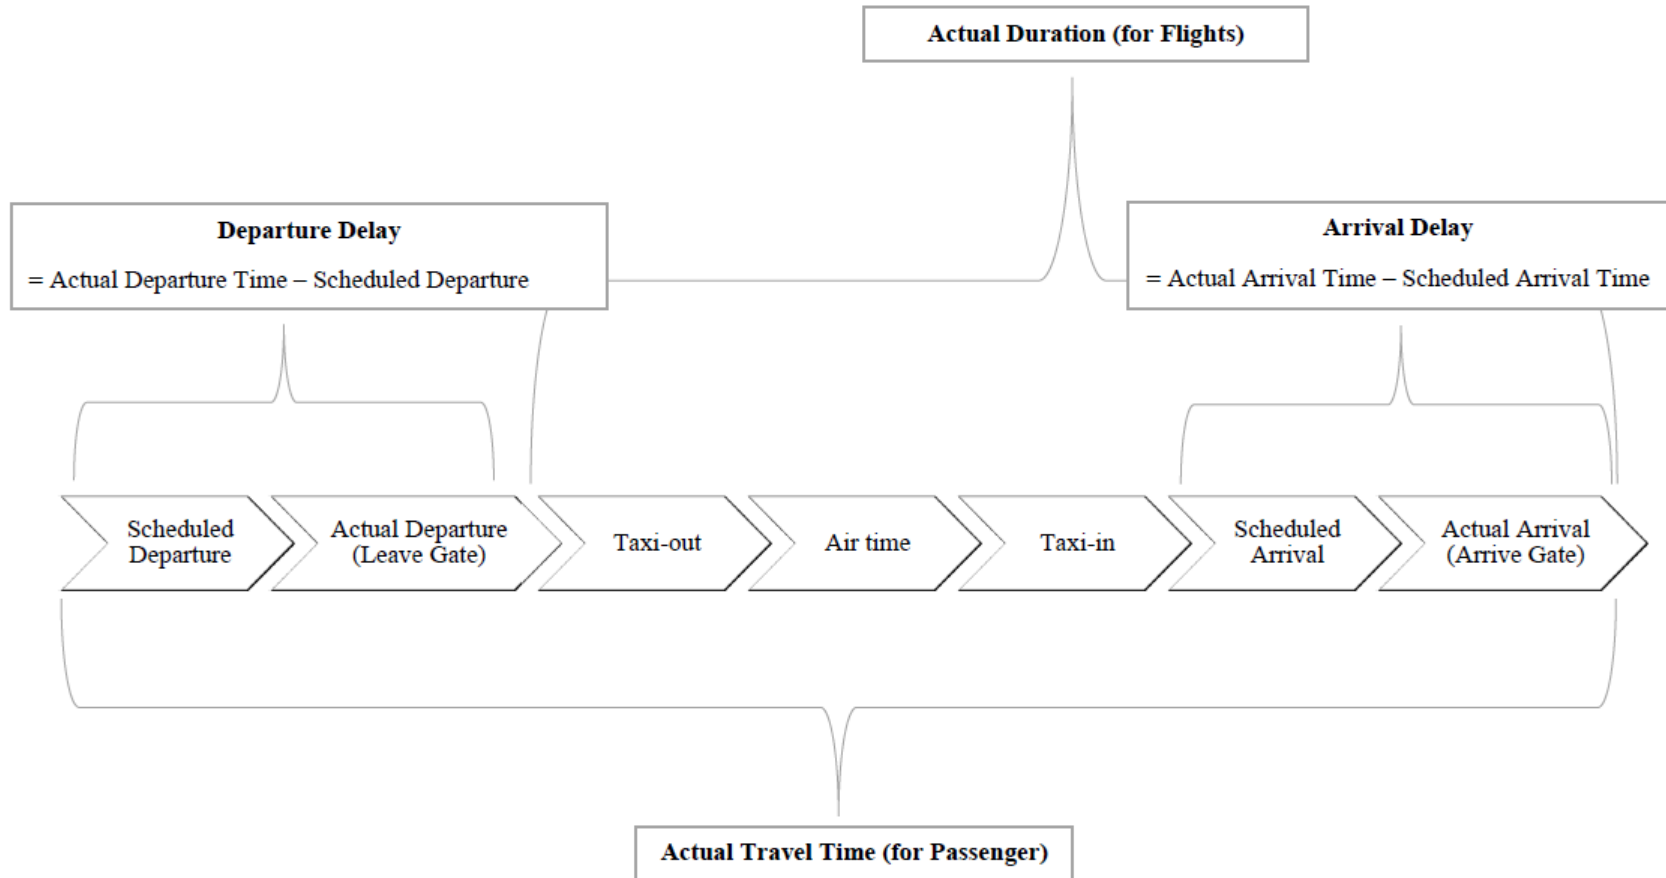 Actual Duration (for Flights)
Departure Delay
= Actual Departure Time – Scheduled Departure
Arrival Delay
= Actual Arrival Time – Scheduled Arrival Time
Scheduled
Departure
Actual Departure
(Leave Gate)
Taxi-out
Air time
Taxi-in
Scheduled
Arrival
Actual Arrival
(Arrive Gate)
Actual Travel Time (for Passenger)